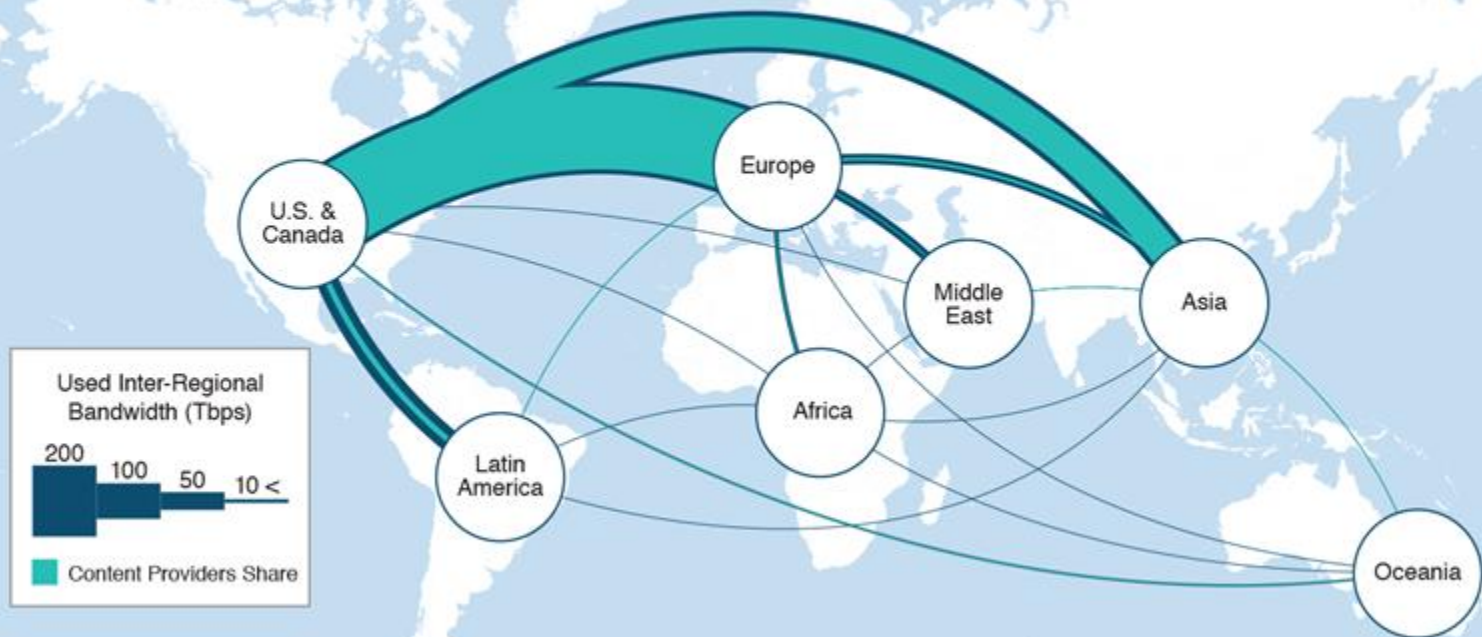 Europe
U.S. &
Canada
Middle
East
Asia
Africa
Latin
America
Oceania
Used Inter-Regional
Bandwidth (Tbps)
200
100
50
10 <
Content Providers Share